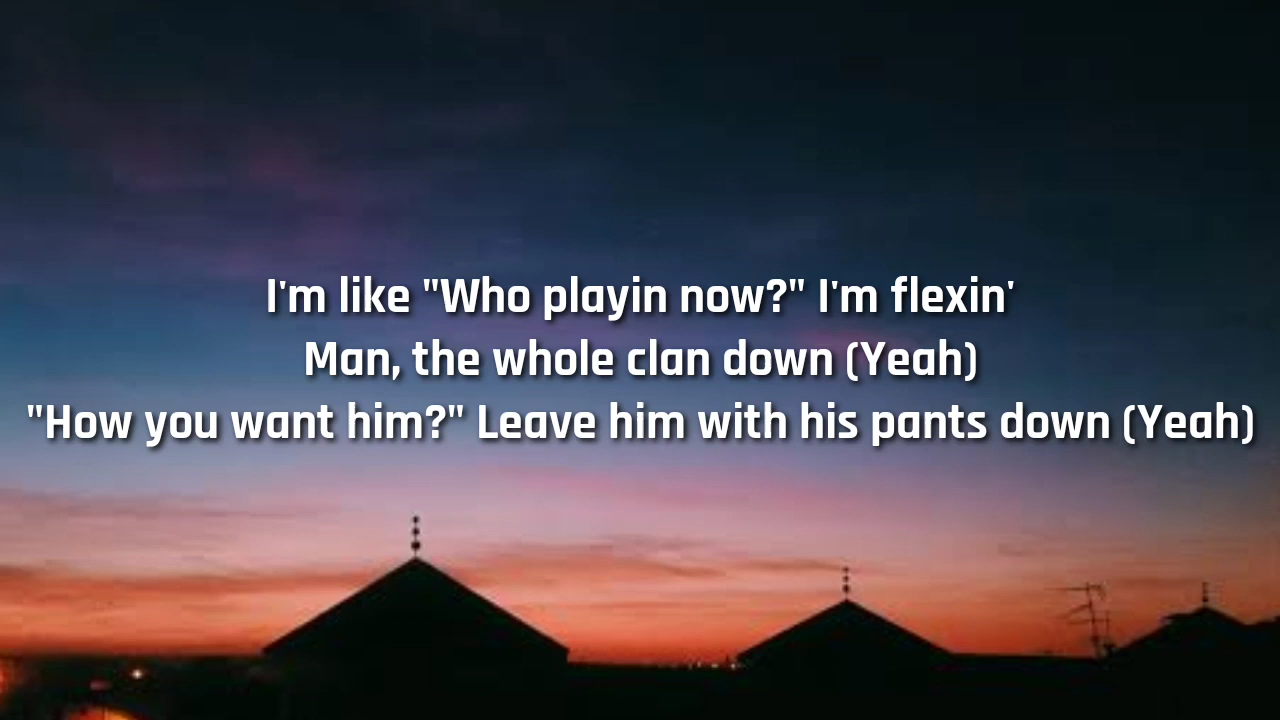 I'm like "Who playin now?" I'm flexin'
Man, the whole clan down (Yeah)
"How you want him?" Leave him with his pants down (Yeah)